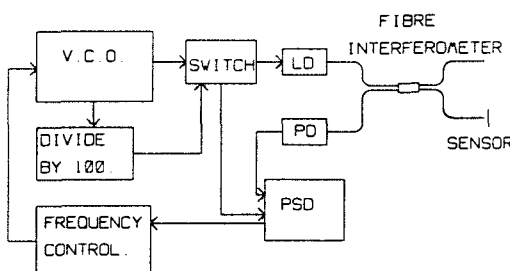 FIBRE
INTERFEROMETER
V.C.O.
SWITCH
LD
DIVIDE
BY 100.
PD
SENSOR
PSD
FREQUENCY
CONTROL.